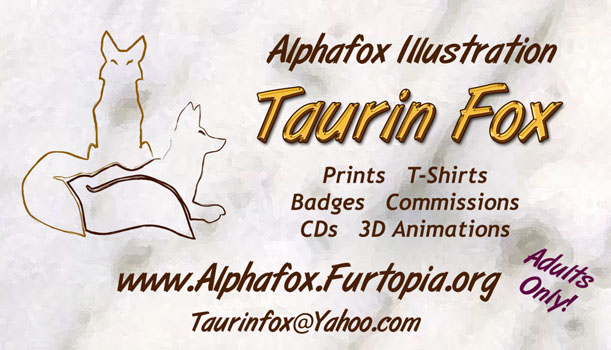 Alphafox Illustration
Taurin Fox
Prints T-Shirts
Badges Commissions
CDs 3D Animations
www.Alphafox.Furtopia.org
Adults
Only!
Taurinfox@Yahoo.com